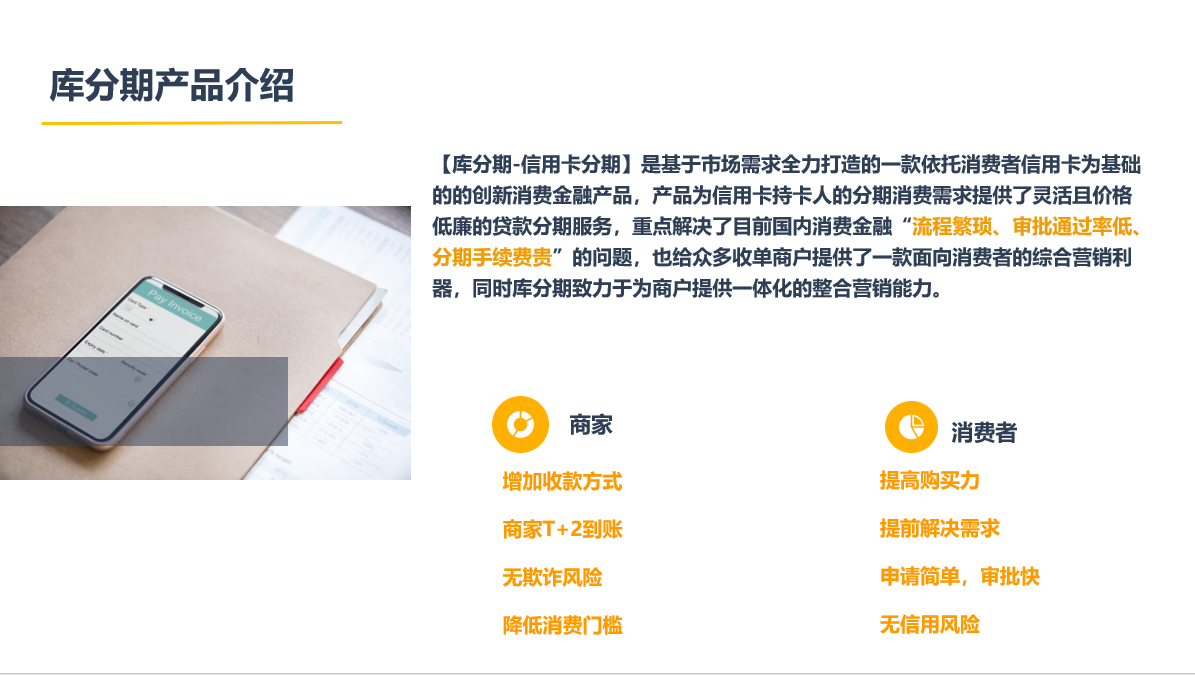 库分期产品介绍
【库分期-信用卡分期】是基于市场需求全力打造的一款依托消费者信用卡为基础
的的创新消费金融产品，产品为信用卡持卡人的分期消费需求提供了灵活且价格
低廉的贷款分期服务，重点解决了目前国内消费金融“流程繁琐、审批通过率低、
分期手续费贵”的问题，也给众多收单商户提供了一款面向消费者的综合营销利
器，同时库分期致力于为商户提供一体化的整合营销能力。
Pay Invoice
Card Type
Name on card
Card number
Expiry date
Security code
商家
增加收款方式
商家T+2到账
无欺诈风险
降低消费门槛
消费者
提高购买力
提前解决需求
申请简单，审批快
无信用风险